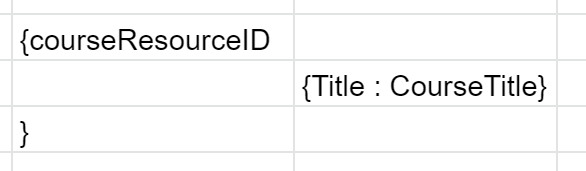 {courseResourceID
{Title : CourseTitle}
}